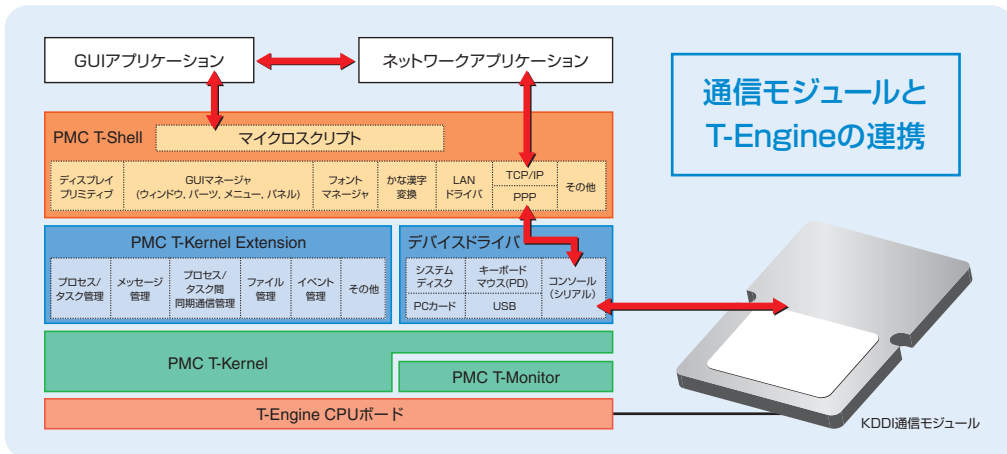 GUIアプリケーション
ネットワークアプリケーション
通信モジュールと
T-Engineの連携
PMC T-Shell
マイクロスクリプト
ディスプレイ
プリミティブ
GUIマネージャ
(ウィンドウ, パーツ, メニュー, パネル)
フォント
マネージャ
かな漢字
変換
LAN
ドライバ
TCP/IP
PPP
その他
PMC T-Kernel Extension
プロセス/
タスク管理
メッセージ
管理
プロセス/
タスク間
同期通信管理
ファイル
管理
イベント
管理
その他
デバイスドライバ
システム
ディスク
キーボード
マウス(PD)
コンソール
(シリアル)
PCカード
USB
PMC T-Kernel
PMC T-Monitor
T-Engine CPUボード
KDDI通信モジュール